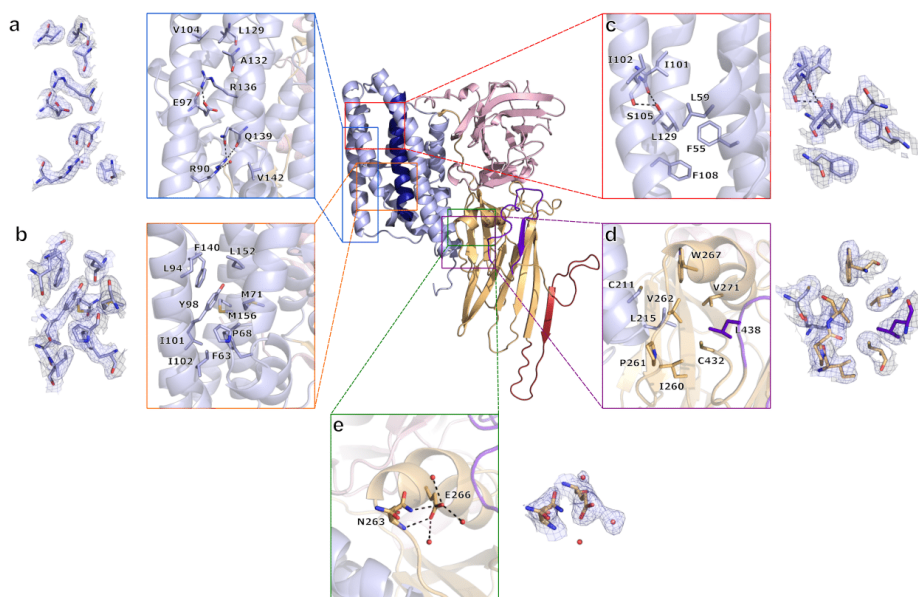 a
V104
L129
A132
R136
E97
Q139
R90
V142
c
I102
I101
L59
S105
L129
F55
F108
b
F140
L152
L94
Y98
M71
M156
P68
I101
I102
F63
d
W267
C211
V271
V262
L215
L438
P261
C432
I260
e
E266
N263